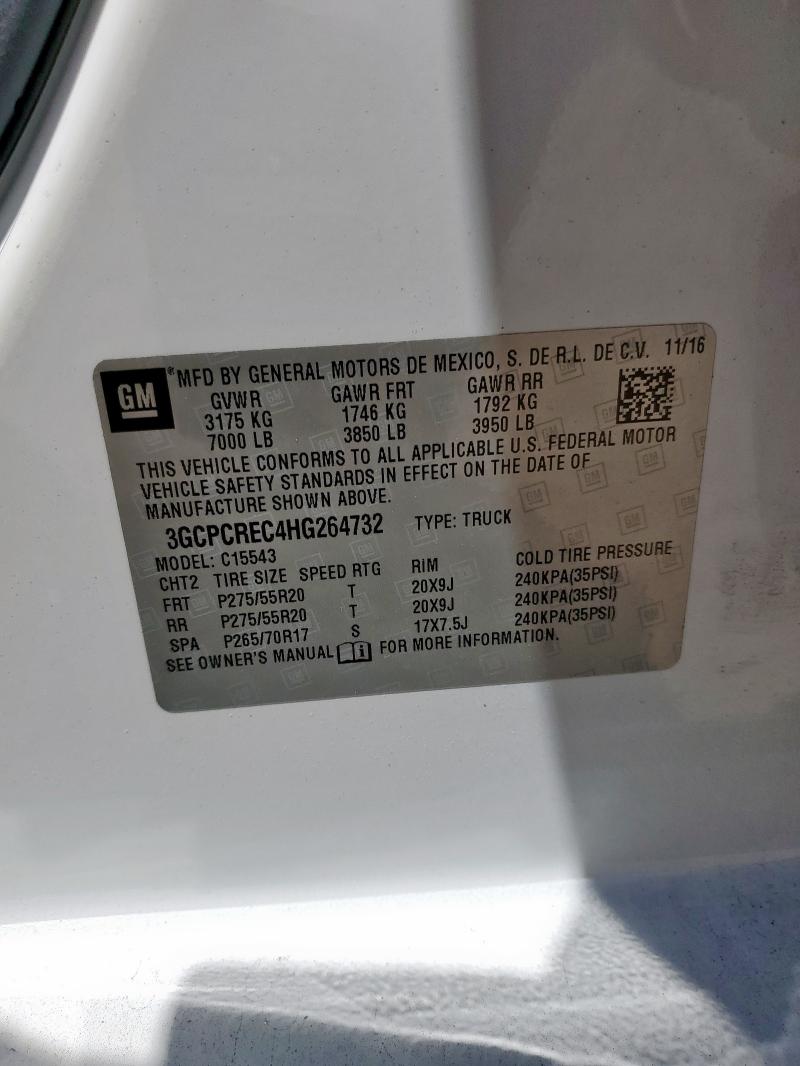 GM ® MFD BY GENERAL MOTORS DE MEXICO, S. DE R.L. DE C.V. 11/16
GVWR GAWR FRT GAWR RR
3175 KG 1746 KG 1792 KG
7000 LB 3850 LB 3950 LB
THIS VEHICLE CONFORMS TO ALL APPLICABLE U.S. FEDERAL MOTOR
VEHICLE SAFETY STANDARDS IN EFFECT ON THE DATE OF
MANUFACTURE SHOWN ABOVE.
3GCPCREC4HG264732 TYPE: TRUCK
MODEL: C15543
CHT2 TIRE SIZE SPEED RTG RIM COLD TIRE PRESSURE
FRT P275/55R20 T 20X9J 240KPA(35PSI)
RR P275/55R20 T 20X9J 240KPA(35PSI)
SPA P265/70R17 S 17X7.5J 240KPA(35PSI)
SEE OWNER'S MANUAL FOR MORE INFORMATION.